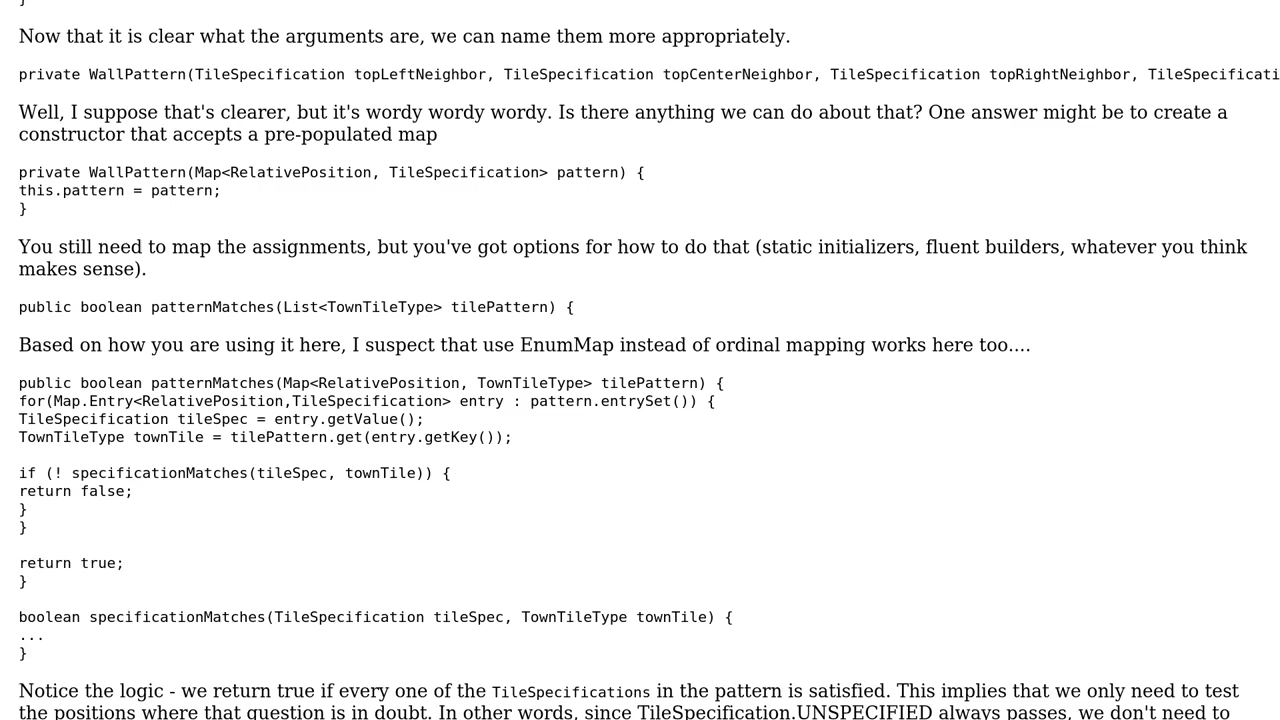 }
Now that it is clear what the arguments are, we can name them more appropriately.
private WallPattern(TileSpecification topLeftNeighbor, TileSpecification topCenterNeighbor, TileSpecification topRightNeighbor, TileSpecificati
Well, I suppose that's clearer, but it's wordy wordy wordy. Is there anything we can do about that? One answer might be to create a
constructor that accepts a pre-populated map
private WallPattern(Map<RelativePosition, TileSpecification> pattern) {
this.pattern = pattern;
}
You still need to map the assignments, but you've got options for how to do that (static initializers, fluent builders, whatever you think
makes sense).
public boolean patternMatches(List<TownTileType> tilePattern) {
Based on how you are using it here, I suspect that use EnumMap instead of ordinal mapping works here too....
public boolean patternMatches(Map<RelativePosition, TownTileType> tilePattern) {
for(Map.Entry<RelativePosition,TileSpecification> entry : pattern.entrySet()) {
TileSpecification tileSpec = entry.getValue();
TownTileType townTile = tilePattern.get(entry.getKey());
if (! specificationMatches(tileSpec, townTile)) {
return false;
}
}
return true;
}
boolean specificationMatches(TileSpecification tileSpec, TownTileType townTile) {
...
}
Notice the logic - we return true if every one of the TileSpecifications in the pattern is satisfied. This implies that we only need to test
the positions where that question is in doubt. In other words, since TileSpecification.UNSPECIFIED always passes, we don't need to